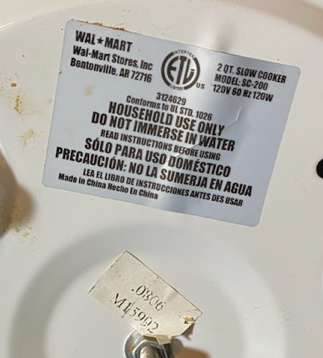 WAL★MART
Wal-Mart Stores, Inc
Bentonville, AR 72716
INTERTEK
ETL
US
2 QT. SLOW COOKER
MODEL: SC-200
120V 60 Hz 120W
3124629
Conforms to UL STD. 1026
HOUSEHOLD USE ONLY
DO NOT IMMERSE IN WATER
READ INSTRUCTIONS BEFORE USING
SÓLO PARA USO DOMÉSTICO
PRECAUCIÓN: NO LA SUMERJA EN AGUA
LEA EL LIBRO DE INSTRUCCIONES ANTES DES USAR
Made in China Hecho En China
.0806
M15902